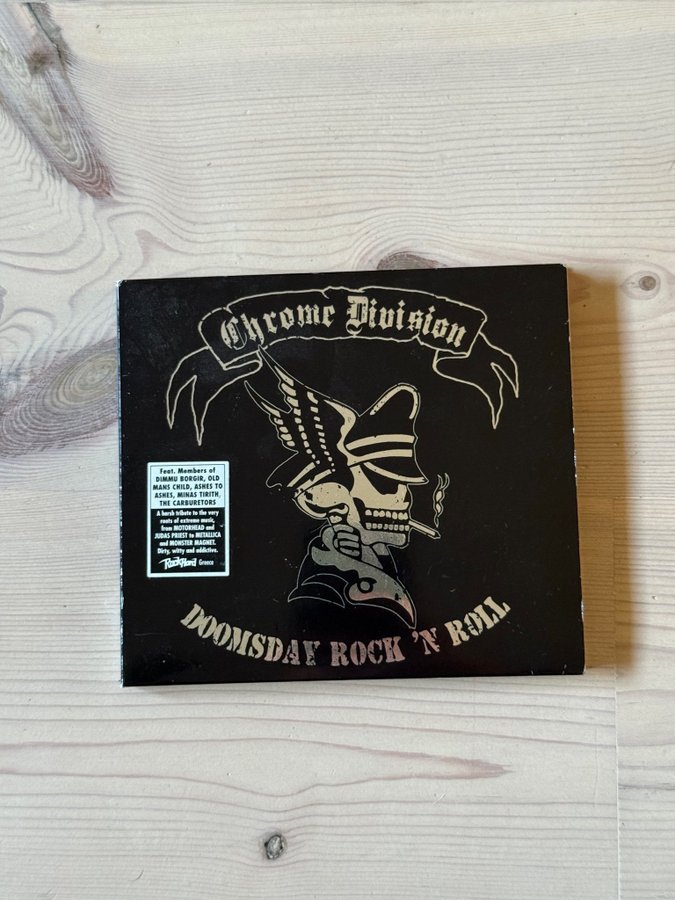 Chrome Division
Feat. Members of
DIMMU BORGIR, OLD
MANS CHILD, ASHES TO
ASHES, MINAS TIRITH,
THE CARBURETORS
A harsh tribute to the very
roots of extreme music,
from MOTORHEAD and
JUDAS PRIEST to METALLICA
and MONSTER MAGNET.
Dirty, witty and addictive.
RockHard Greece
DOOMSDAY ROCK 'N ROLL